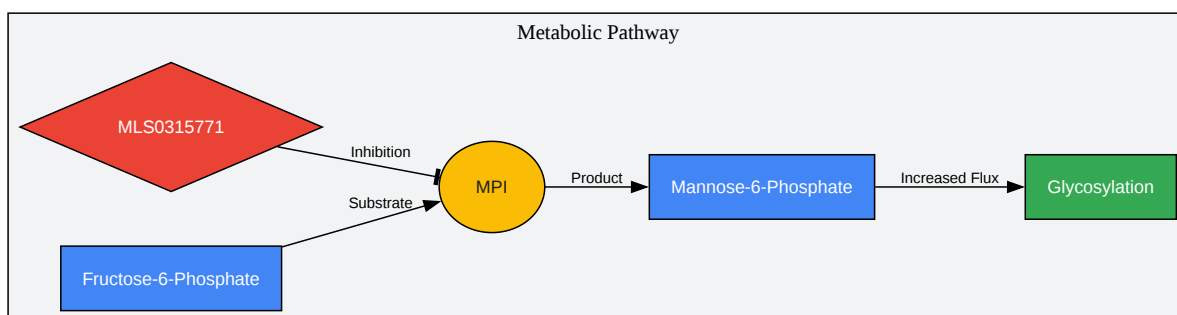 Metabolic Pathway
MLS0315771
Inhibition
MPI
Product
Mannose-6-Phosphate
Increased Flux
Glycosylation
Substrate
Fructose-6-Phosphate